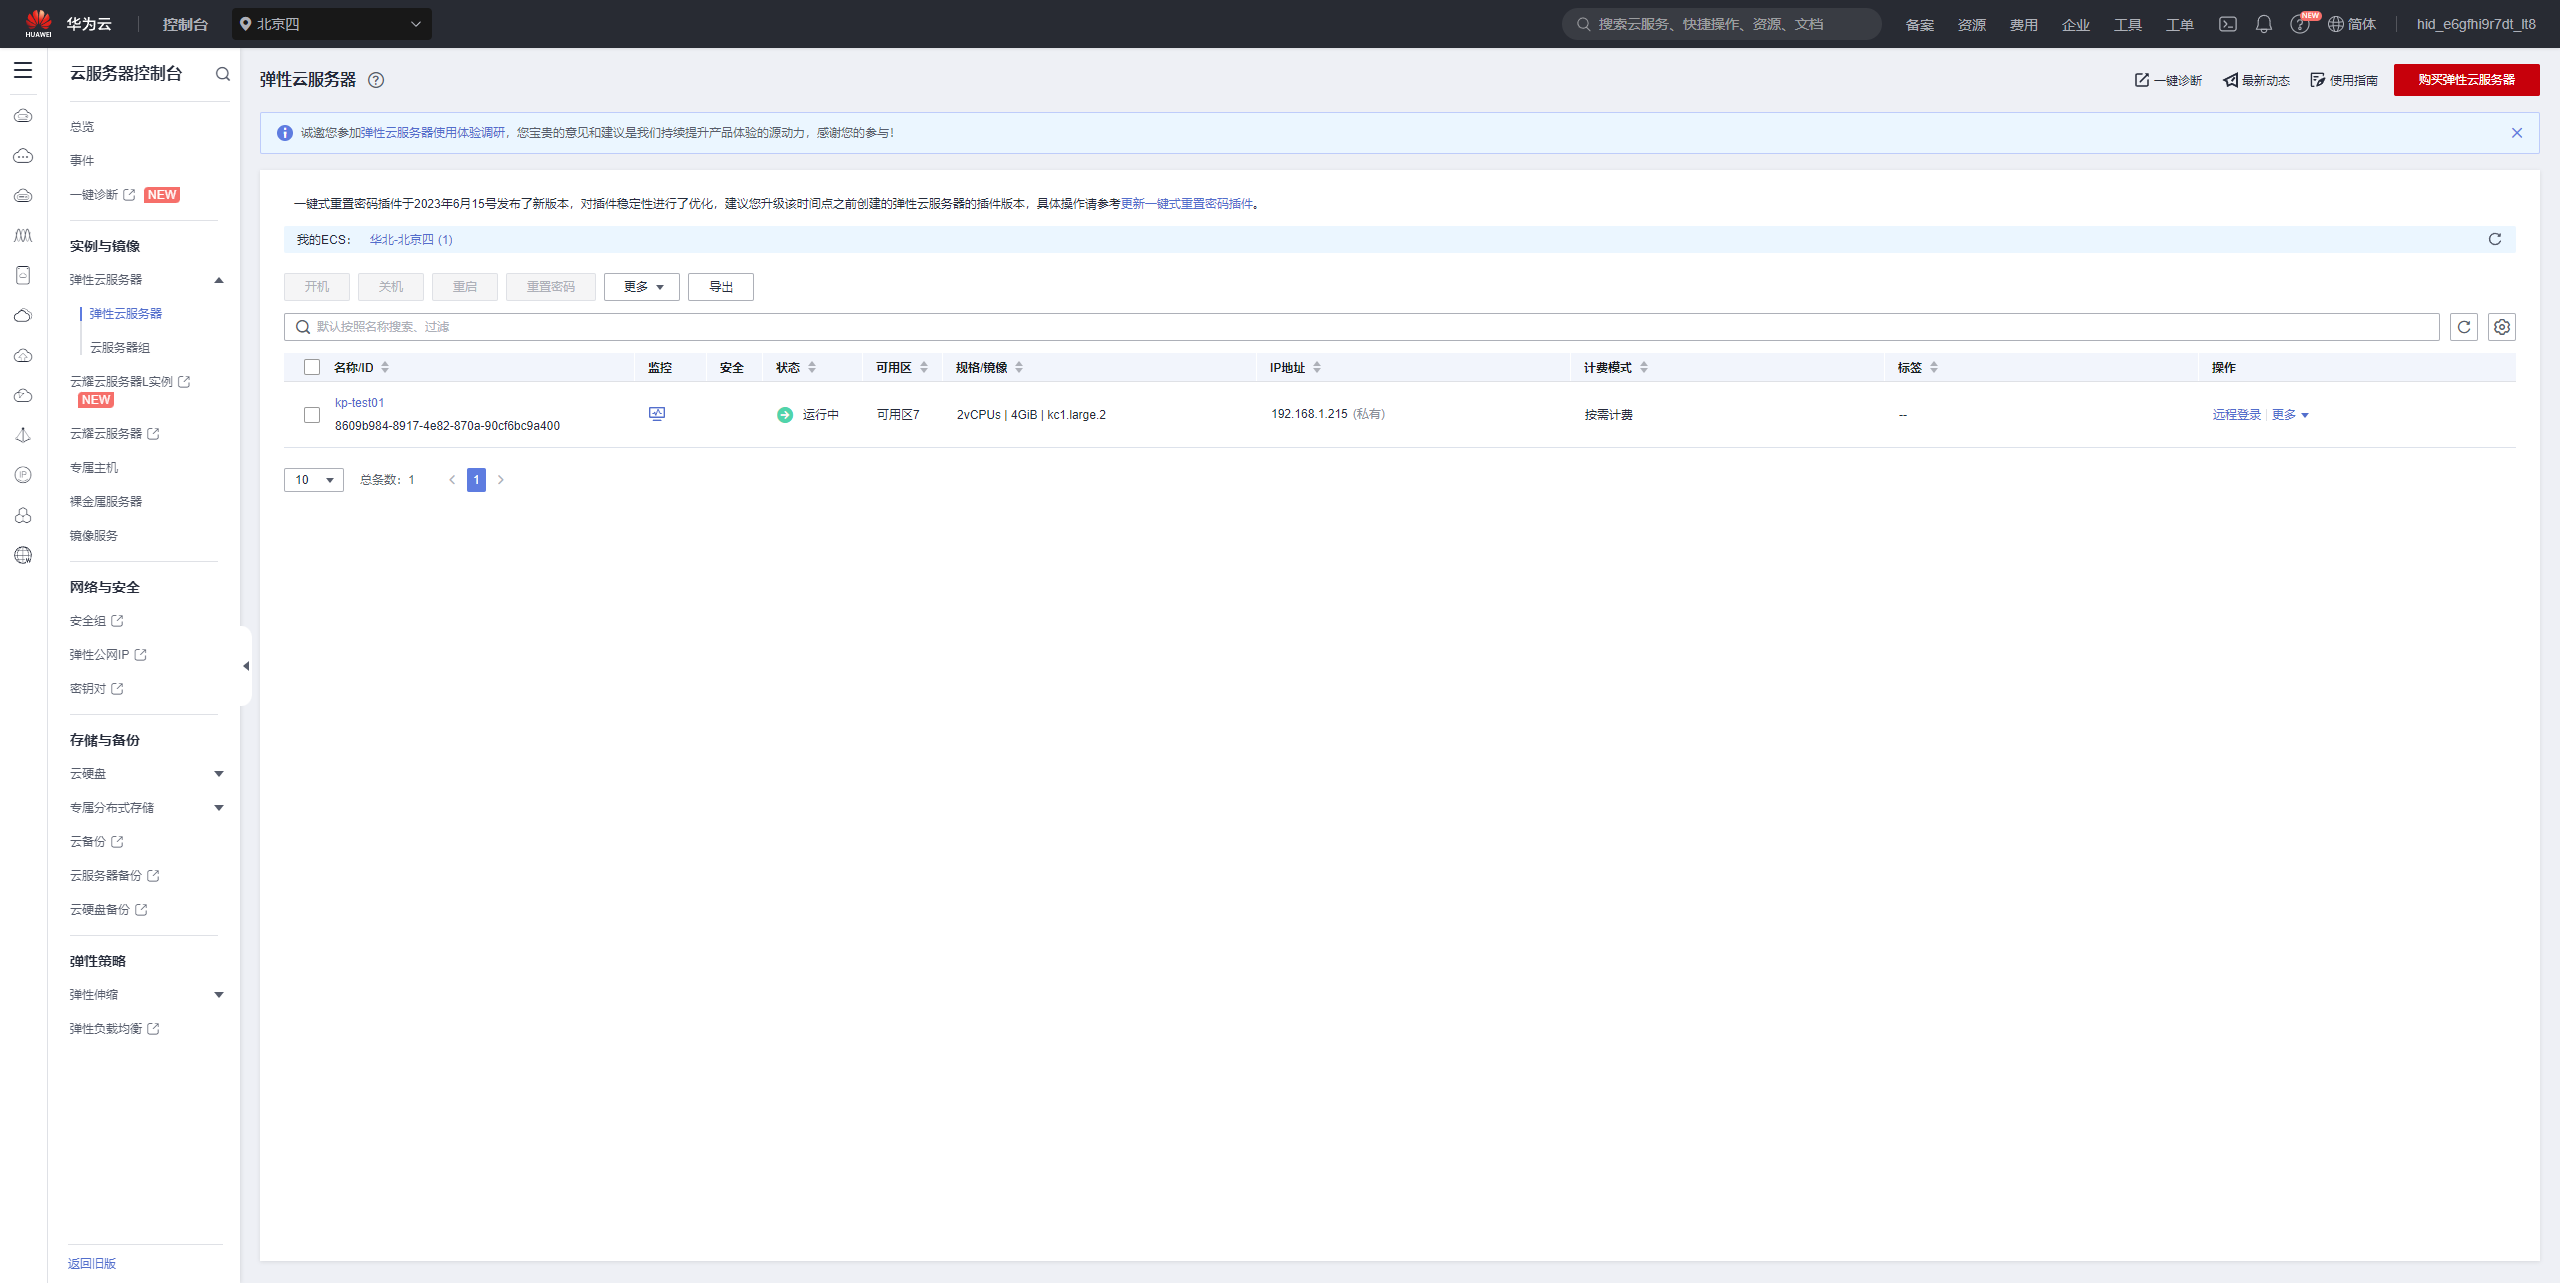 HUAWEI 华为云 控制台 北京四 搜索云服务、快捷操作、资源、文档 备案 资源 费用 企业 工具 工单 NEW 简体 hid_e6gfhi9r7dt_lt8
云服务器控制台
总览
事件
一键诊断 NEW
实例与镜像
弹性云服务器
弹性云服务器
云服务器组
云耀云服务器L实例
NEW
云耀云服务器
专属主机
裸金属服务器
镜像服务
网络与安全
安全组
弹性公网IP
密钥对
存储与备份
云硬盘
专属分布式存储
云备份
云服务器备份
云硬盘备份
弹性策略
弹性伸缩
弹性负载均衡
返回旧版
弹性云服务器 一键诊断 最新动态 使用指南 购买弹性云服务器
诚邀您参加弹性云服务器使用体验调研，您宝贵的意见和建议是我们持续提升产品体验的源动力，感谢您的参与！
一键式重置密码插件于2023年6月15号发布了新版本，对插件稳定性进行了优化，建议您升级该时间点之前创建的弹性云服务器的插件版本，具体操作请参考更新一键式重置密码插件。
我的ECS： 华北-北京四 (1)
开机 关机 重启 重置密码 更多 导出
默认按照名称搜索、过滤
名称/ID 监控 安全 状态 可用区 规格/镜像 IP地址 计费模式 标签 操作
kp-test01
8609b984-8917-4e82-870a-90cf6bc9a400 运行中 可用区7 2vCPUs | 4GiB | kc1.large.2 192.168.1.215 (私有) 按需计费 -- 远程登录 更多
10 总条数：1 1